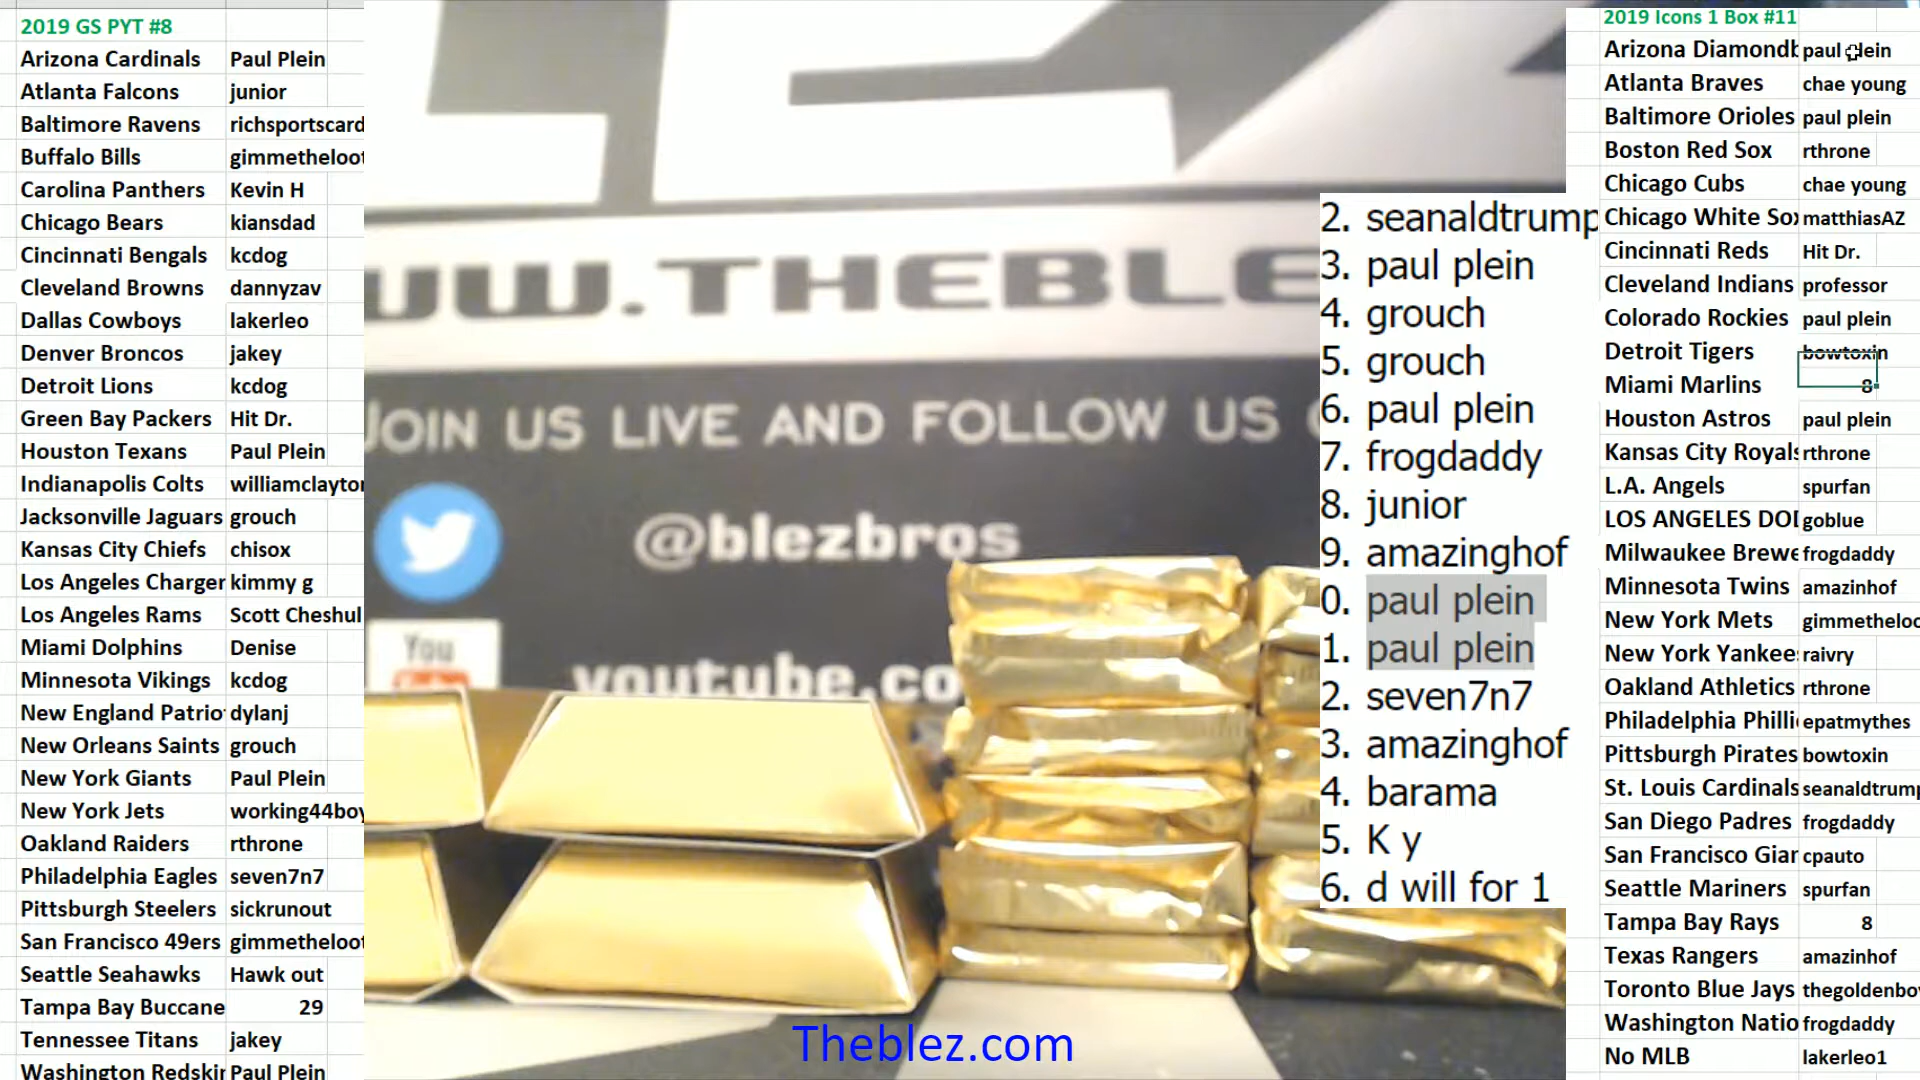 2019 GS PYT #8
Arizona Cardinals Paul Plein
Atlanta Falcons junior
Baltimore Ravens richsportscard
Buffalo Bills gimmetheloot
Carolina Panthers Kevin H
Chicago Bears kiansdad
Cincinnati Bengals kcdog
Cleveland Browns dannyzav
Dallas Cowboys lakerleo
Denver Broncos jakey
Detroit Lions kcdog
Green Bay Packers Hit Dr.
Houston Texans Paul Plein
Indianapolis Colts williamclayton
Jacksonville Jaguars grouch
Kansas City Chiefs chisox
Los Angeles Charger kimmy g
Los Angeles Rams Scott Cheshul
Miami Dolphins Denise
Minnesota Vikings kcdog
New England Patrio dylanj
New Orleans Saints grouch
New York Giants Paul Plein
New York Jets working44boy
Oakland Raiders rthrone
Philadelphia Eagles seven7n7
Pittsburgh Steelers sickrunout
San Francisco 49ers gimmetheloot
Seattle Seahawks Hawk out
Tampa Bay Buccane 29
Tennessee Titans jakey
Washington Redskin Paul Plein
WW.THEBLE
JOIN US LIVE AND FOLLOW US
@blezbros
You
youtube.co
Theblez.com
2. seanaldtrump
3. paul plein
4. grouch
5. grouch
6. paul plein
7. frogdaddy
8. junior
9. amazinghof
0. paul plein
1. paul plein
2. seven7n7
3. amazinghof
4. barama
5. K y
6. d will for 1
2019 Icons 1 Box #11
Arizona Diamondb paul plein
Atlanta Braves chae young
Baltimore Orioles paul plein
Boston Red Sox rthrone
Chicago Cubs chae young
Chicago White Sox matthiasAZ
Cincinnati Reds Hit Dr.
Cleveland Indians professor
Colorado Rockies paul plein
Detroit Tigers bowtoxin
Miami Marlins 8
Houston Astros paul plein
Kansas City Royals rthrone
L.A. Angels spurfan
LOS ANGELES DOD goblue
Milwaukee Brewe frogdaddy
Minnesota Twins amazinhof
New York Mets gimmetheloo
New York Yankee raivry
Oakland Athletics rthrone
Philadelphia Phillie epatmythes
Pittsburgh Pirates bowtoxin
St. Louis Cardinals seanaldtrump
San Diego Padres frogdaddy
San Francisco Gian cpauto
Seattle Mariners spurfan
Tampa Bay Rays 8
Texas Rangers amazinhof
Toronto Blue Jays thegoldenboy
Washington Natio frogdaddy
No MLB lakerleo1